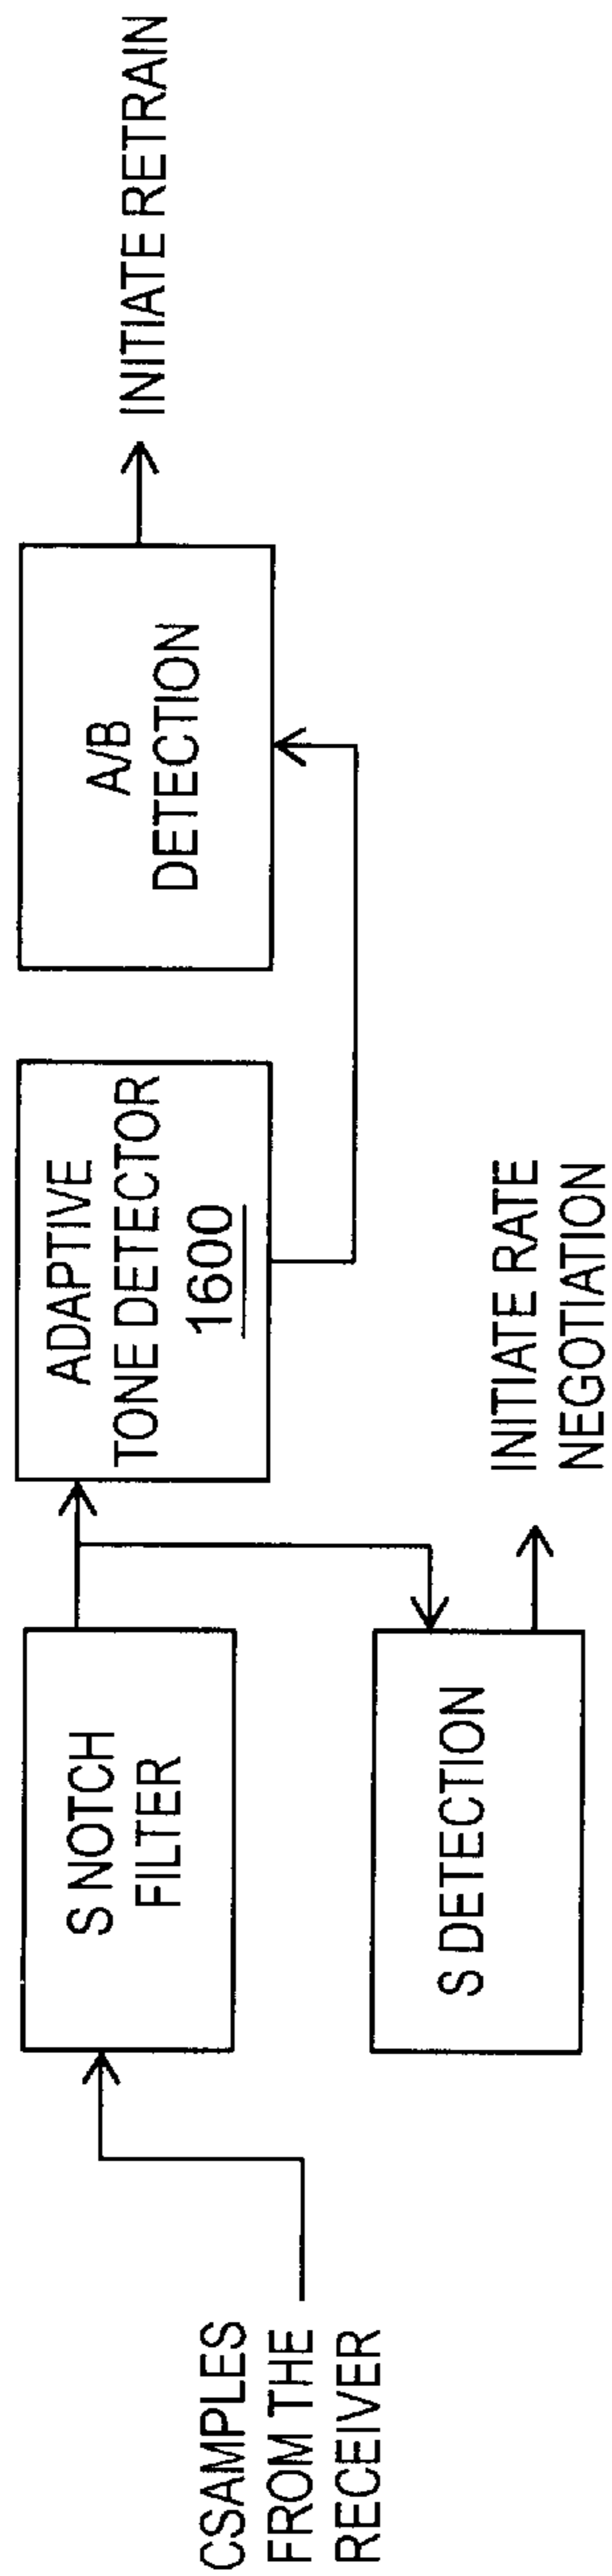 CSAMPLES
FROM THE
RECEIVER
S NOTCH
FILTER
S DETECTION
ADAPTIVE
TONE DETECTOR
1600
INITIATE RATE
NEGOTIATION
A/B
DETECTION
INITIATE RETRAIN